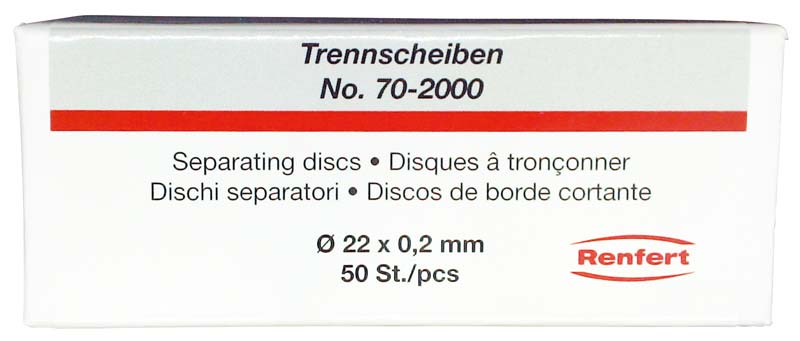 Trennscheiben
No. 70-2000
Separating discs • Disques â tronçonner
Dischi separatori • Discos de borde cortante
Ø 22 x 0,2 mm
50 St./pcs
Renfert